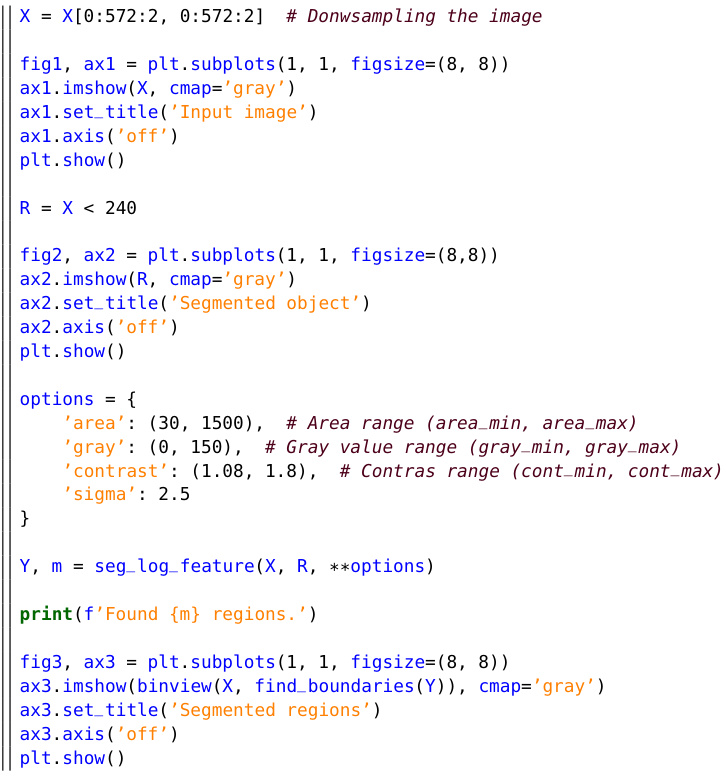 X = X[0:572:2, 0:572:2]  # Donwsampling the image
fig1, ax1 = plt.subplots(1, 1, figsize=(8, 8))
ax1.imshow(X, cmap=’gray’)
ax1.set_title(’Input image’)
ax1.axis(’off’)
plt.show()
R = X < 240
fig2, ax2 = plt.subplots(1, 1, figsize=(8,8))
ax2.imshow(R, cmap=’gray’)
ax2.set_title(’Segmented object’)
ax2.axis(’off’)
plt.show()
options = {
    ’area’: (30, 1500),  # Area range (area_min, area_max)
    ’gray’: (0, 150),  # Gray value range (gray_min, gray_max)
    ’contrast’: (1.08, 1.8),  # Contras range (cont_min, cont_max)
    ’sigma’: 2.5
}
Y, m = seg_log_feature(X, R, **options)
print(f’Found {m} regions.’)
fig3, ax3 = plt.subplots(1, 1, figsize=(8, 8))
ax3.imshow(binview(X, find_boundaries(Y)), cmap=’gray’)
ax3.set_title(’Segmented regions’)
ax3.axis(’off’)
plt.show()